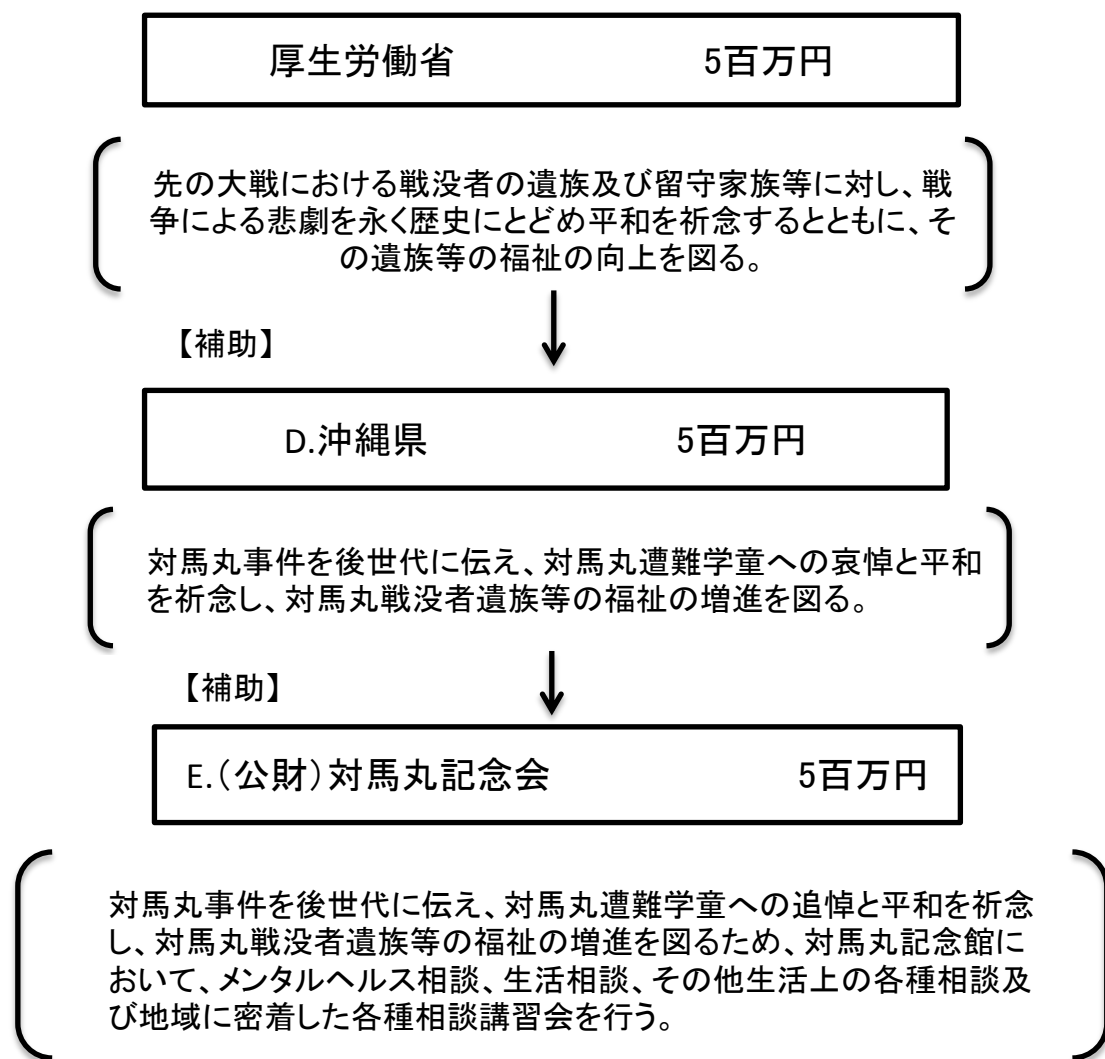 厚生労働省 5百万円
先の大戦における戦没者の遺族及び留守家族等に対し、戦
争による悲劇を永く歴史にとどめ平和を祈念するとともに、そ
の遺族等の福祉の向上を図る。
【補助】
D.沖縄県 5百万円
対馬丸事件を後世代に伝え、対馬丸遭難学童への哀悼と平和
を祈念し、対馬丸戦没者遺族等の福祉の増進を図る。
【補助】
E.(公財)対馬丸記念会 5百万円
対馬丸事件を後世代に伝え、対馬丸遭難学童への追悼と平和を祈念
し、対馬丸戦没者遺族等の福祉の増進を図るため、対馬丸記念館に
おいて、メンタルヘルス相談、生活相談、その他生活上の各種相談及
び地域に密着した各種相談講習会を行う。